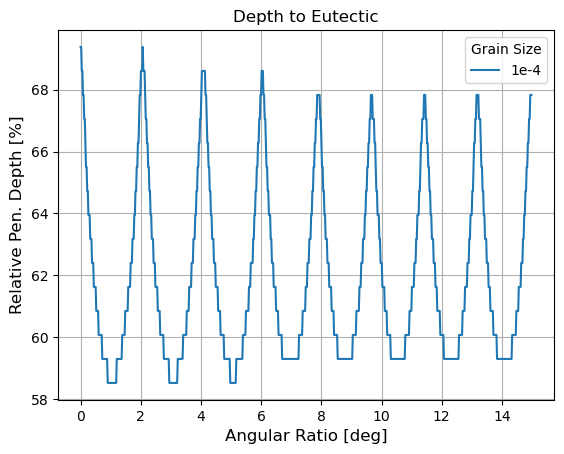 Depth to Eutectic
Grain Size
1e-4
Relative Pen. Depth [%]
68
66
64
62
60
58
0 2 4 6 8 10 12 14
Angular Ratio [deg]